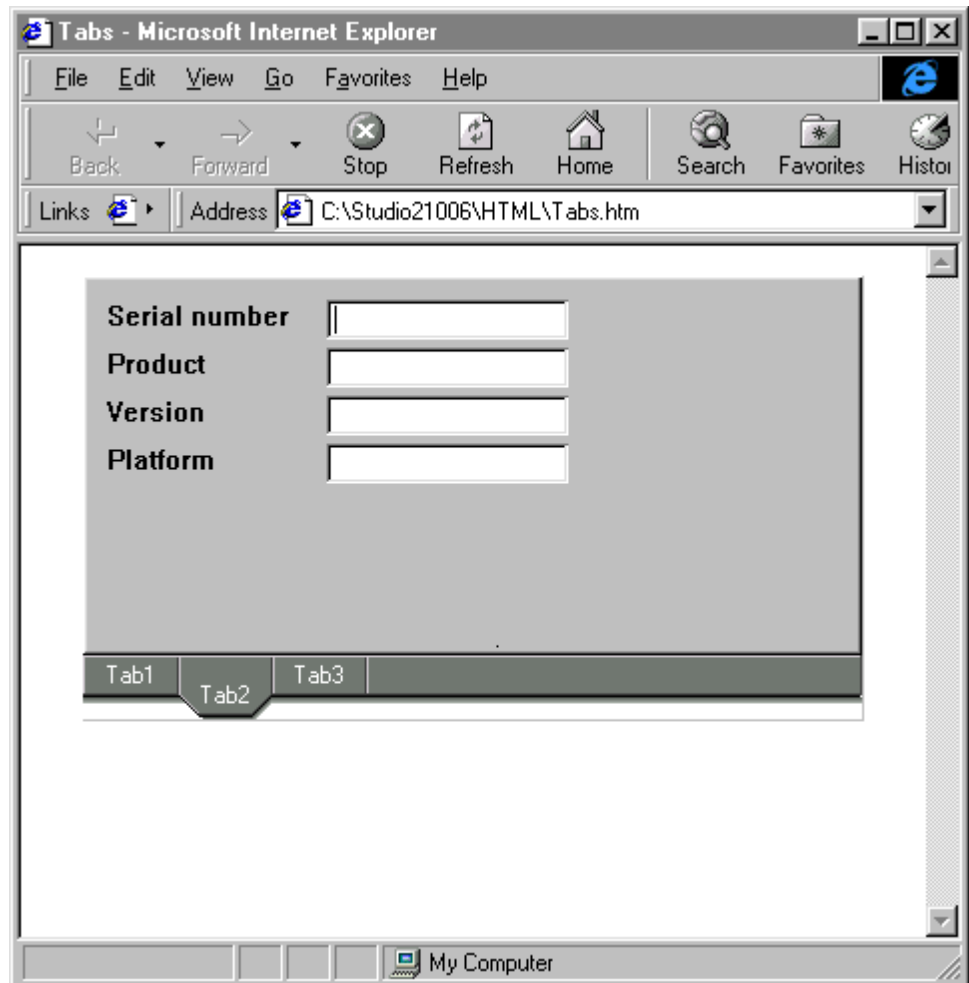 Tabs - Microsoft Internet Explorer
File Edit View Go Favorites Help
Back Forward Stop Refresh Home Search Favorites Histor
Links Address C:\Studio21006\HTML\Tabs.htm
Serial number
Product
Version
Platform
Tab1 Tab2 Tab3
My Computer